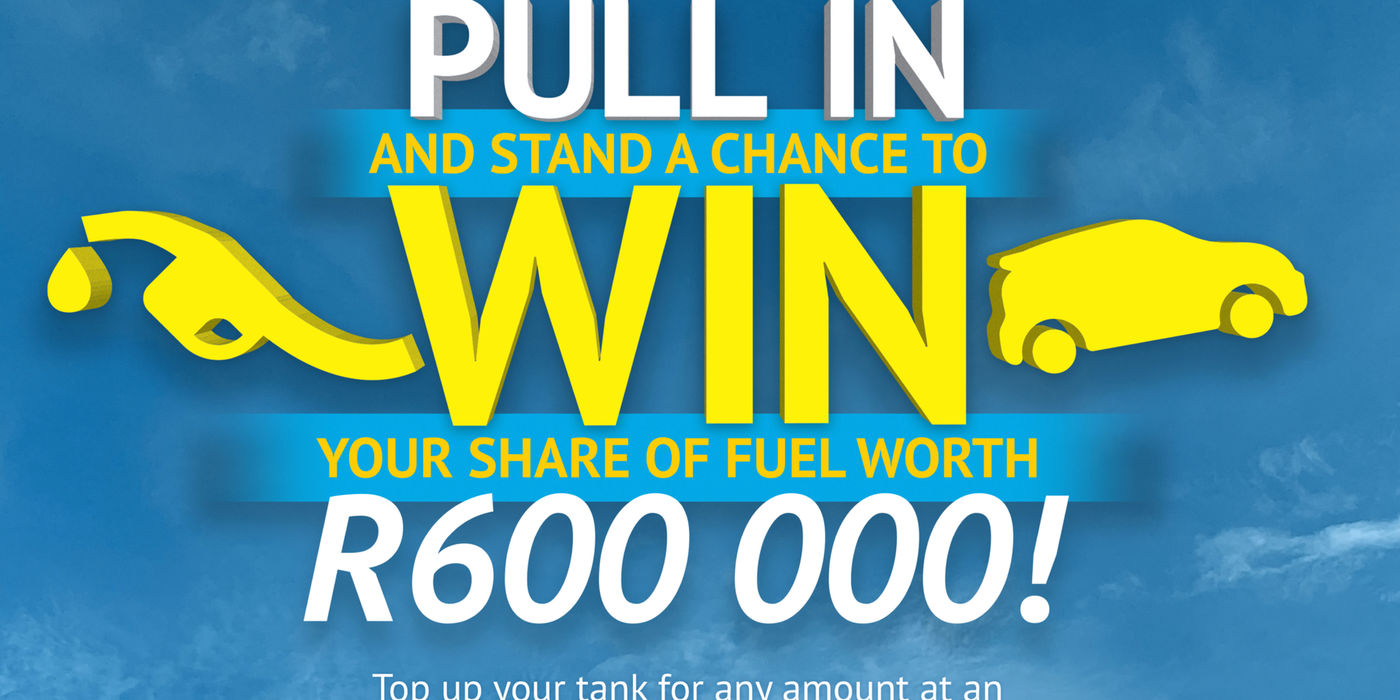 PULL IN
AND STAND A CHANCE TO
WIN
YOUR SHARE OF FUEL WORTH
R600 000!
Top up your tank for any amount at an